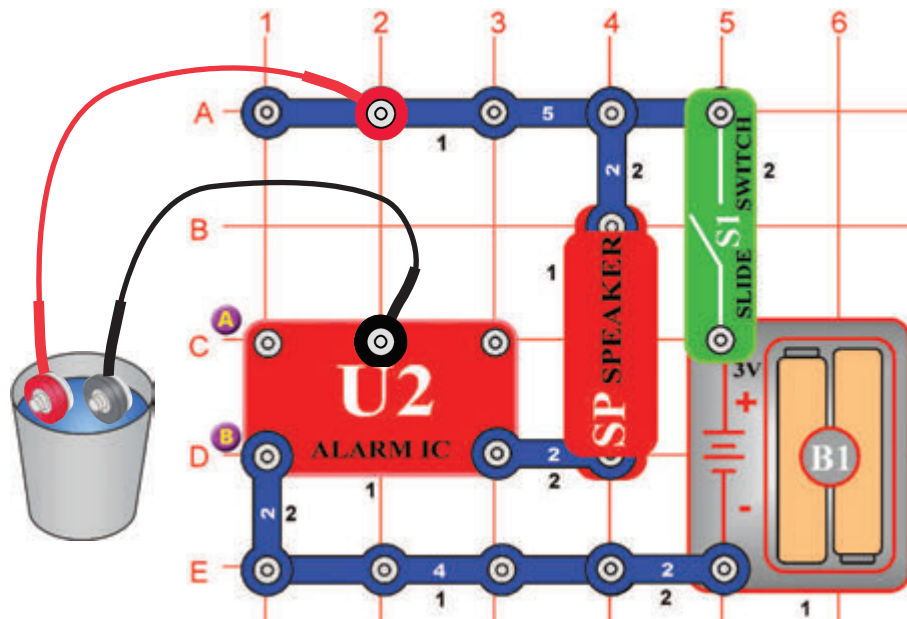 1 2 3 4 5 6
A 5
1
2 2
SLIDE SWITCH S1 2
B
1
SP SPEAKER
A
C
U2
ALARM IC
B
D
1
2
2
3V
+
-
B1
2 2
E 4 2
1 2 1